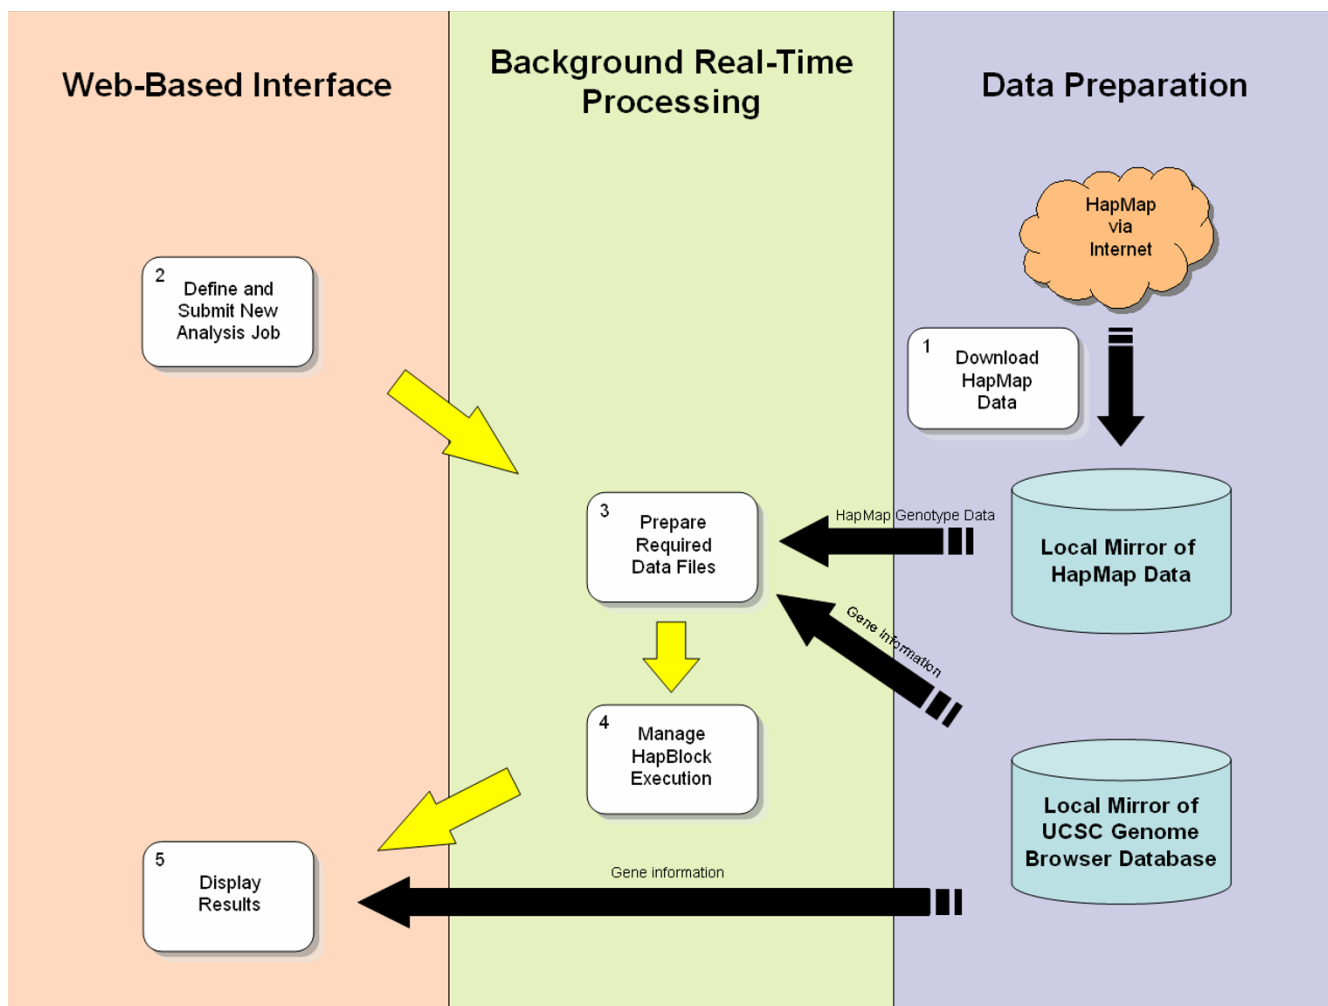 Web-Based Interface
Background Real-Time
Processing
Data Preparation
HapMap
via
Internet
2
Define and
Submit New
Analysis Job
1
Download
HapMap
Data
3
Prepare
Required
Data Files
HapMap Genotype Data
Local Mirror of
HapMap Data
Gene information
4
Manage
HapBlock
Execution
Local Mirror of
UCSC Genome
Browser Database
5
Display
Results
Gene information